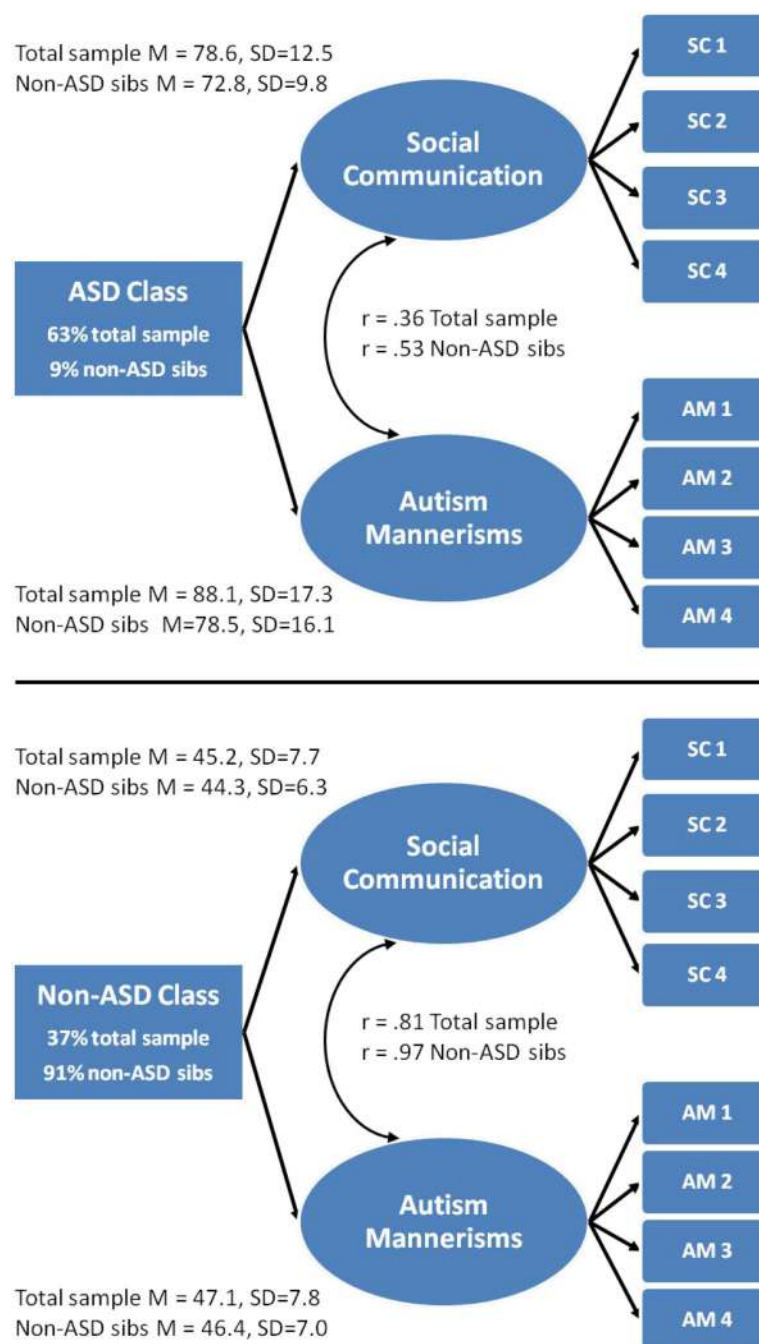 Total sample M = 78.6, SD=12.5
Non-ASD sibs M = 72.8, SD=9.8
Social
Communication
SC 1
SC 2
SC 3
SC 4
ASD Class
63% total sample
9% non-ASD sibs
r = .36 Total sample
r = .53 Non-ASD sibs
Autism
Mannerisms
AM 1
AM 2
AM 3
AM 4
Total sample M = 88.1, SD=17.3
Non-ASD sibs  M=78.5, SD=16.1
Total sample M = 45.2, SD=7.7
Non-ASD sibs M = 44.3, SD=6.3
Social
Communication
SC 1
SC 2
SC 3
SC 4
Non-ASD Class
37% total sample
91% non-ASD sibs
r = .81 Total sample
r = .97 Non-ASD sibs
Autism
Mannerisms
AM 1
AM 2
AM 3
AM 4
Total sample M = 47.1, SD=7.8
Non-ASD sibs M = 46.4, SD=7.0